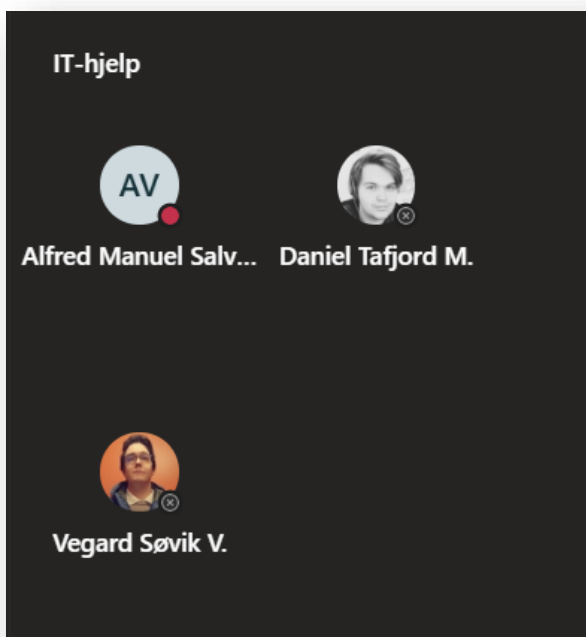 IT-hjelp
AV
Alfred Manuel Salv...
Daniel Tafjord M.
Vegard Søvik V.